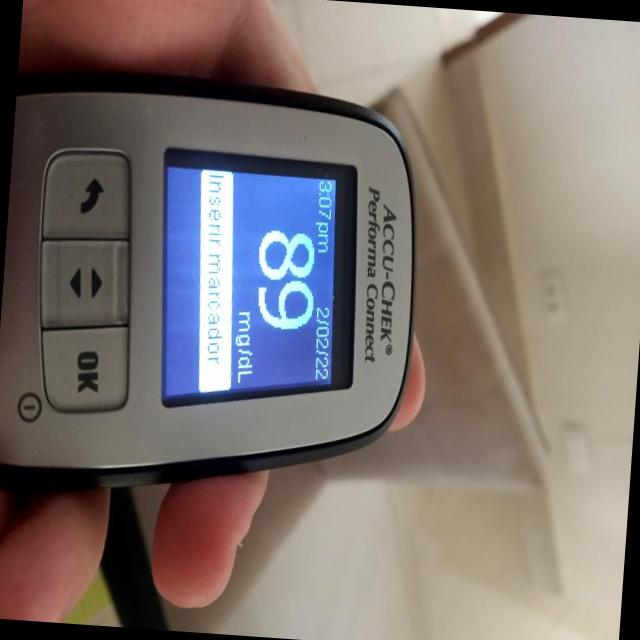 ACCU-CHEK®
Performa Connect
3:07 pm 2/02/22
89
mg/dL
Inserir marcador
OK